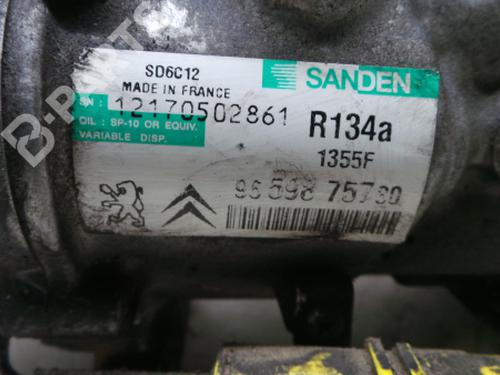 SD6C12
MADE IN FRANCE
SANDEN
SN: 12170502861
OIL : SP-10 OR EQUIV.
VARIABLE DISP.
R134a
1355F
96 598 757 80